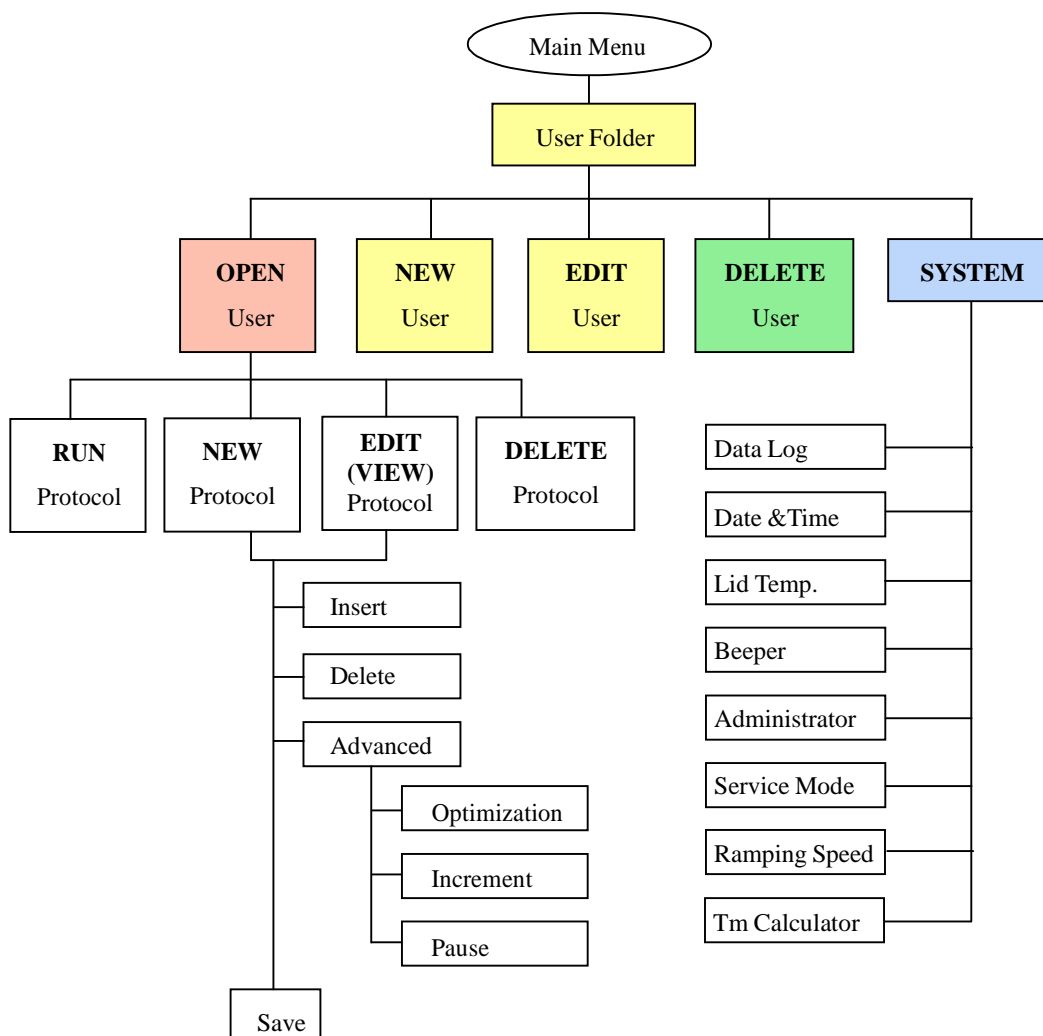 Main Menu
User Folder
OPEN
User
NEW
User
EDIT
User
DELETE
User
SYSTEM
RUN
Protocol
NEW
Protocol
EDIT
(VIEW)
Protocol
DELETE
Protocol
Insert
Delete
Advanced
Optimization
Increment
Pause
Save
Data Log
Date &Time
Lid Temp.
Beeper
Administrator
Service Mode
Ramping Speed
Tm Calculator